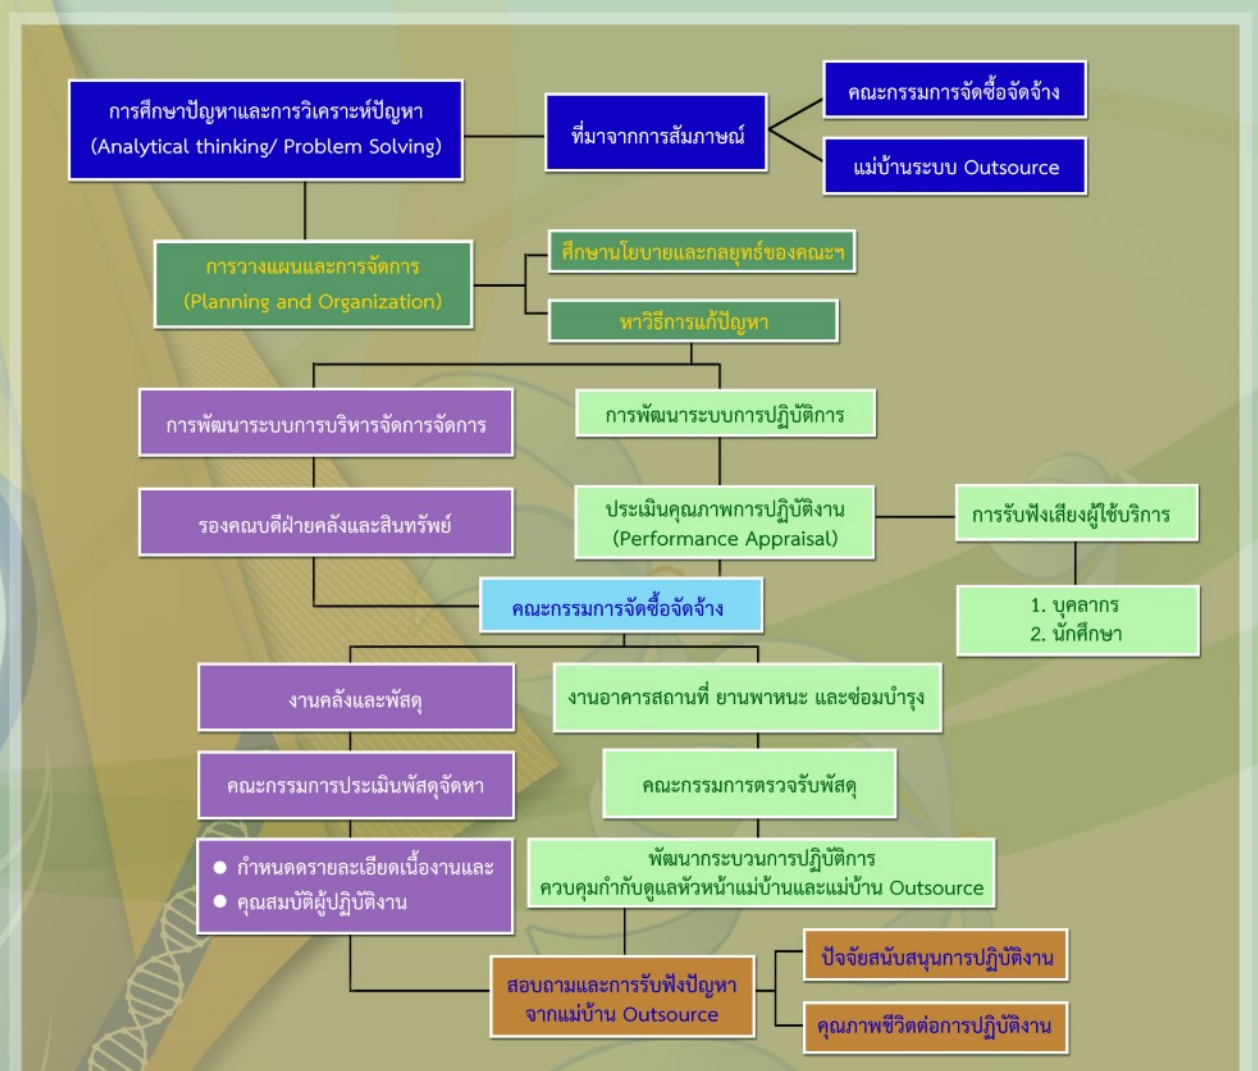 การศึกษาปัญหาและการวิเคราะห์ปัญหา
(Analytical thinking/ Problem Solving)
ที่มาจากการสัมภาษณ์
คณะกรรมการจัดซื้อจัดจ้าง
แม่บ้านระบบ Outsource
การวางแผนและการจัดการ
(Planning and Organization)
ศึกษานโยบายและกลยุทธ์ของคณะฯ
หาวิธีการแก้ปัญหา
การพัฒนาระบบการบริหารจัดการจัดการ
การพัฒนาระบบการปฏิบัติการ
รองคณบดีฝ่ายคลังและสินทรัพย์
ประเมินคุณภาพการปฏิบัติงาน
(Performance Appraisal)
การรับฟังเสียงผู้ใช้บริการ
1. บุคลากร
2. นักศึกษา
คณะกรรมการจัดซื้อจัดจ้าง
งานคลังและพัสดุ
งานอาคารสถานที่ ยานพาหนะ และซ่อมบำรุง
คณะกรรมการประเมินพัสดุจัดหา
คณะกรรมการตรวจรับพัสดุ
● กำหนดดรายละเอียดเนื้องานและ
● คุณสมบัติผู้ปฏิบัติงาน
พัฒนากระบวนการปฏิบัติการ
ควบคุมกำกับดูแลหัวหน้าแม่บ้านและแม่บ้าน Outsource
สอบถามและการรับฟังปัญหา
จากแม่บ้าน Outsource
ปัจจัยสนับสนุนการปฏิบัติงาน
คุณภาพชีวิตต่อการปฏิบัติงาน